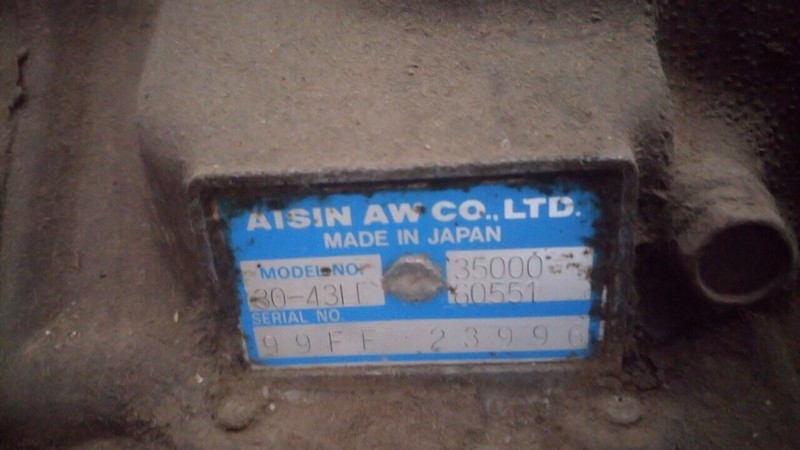 AISIN AW CO., LTD.
MADE IN JAPAN
MODEL NO. 35000
30-43LE 60551
SERIAL NO.
99FF 23996